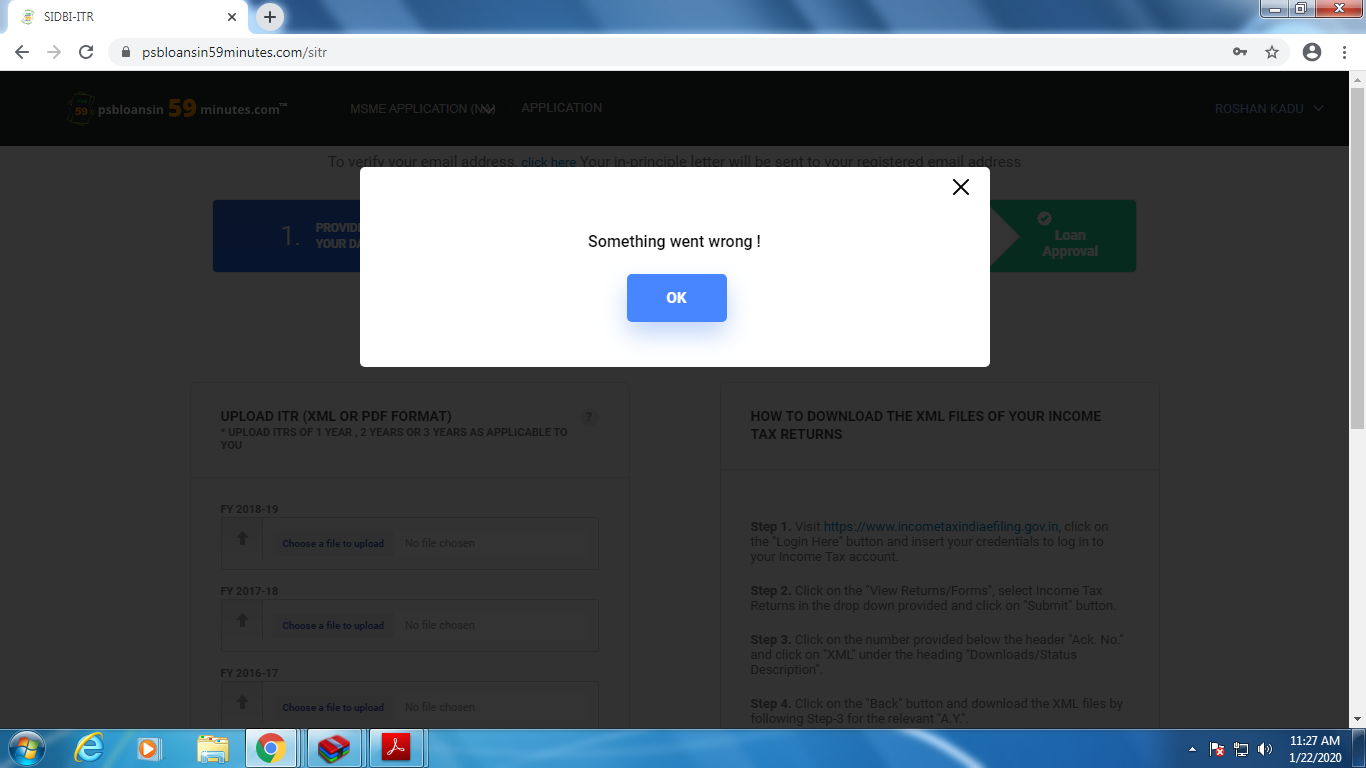 SIDBI-ITR
psbloansin59minutes.com/sitr
psbloansin 59 minutes.com™
MSME APPLICATION
APPLICATION
ROSHAN KADU
To verify your email address, click here Your in-principle letter will be sent to your registered email address
Something went wrong !
OK
1.
YOUR
Loan
Approval
UPLOAD ITR (XML OR PDF FORMAT)
?
* UPLOAD ITRS OF 1 YEAR , 2 YEARS OR 3 YEARS AS APPLICABLE TO
YOU
FY 2018-19
Choose a file to upload No file chosen
FY 2017-18
Choose a file to upload No file chosen
FY 2016-17
Choose a file to upload No file chosen
HOW TO DOWNLOAD THE XML FILES OF YOUR INCOME
TAX RETURNS
Step 1. Visit https://www.incometaxindiaefiling.gov.in, click on
the "Login Here" button and insert your credentials to log in to
your Income Tax account.
Step 2. Click on the "View Returns/Forms", select Income Tax
Returns in the drop down provided and click on "Submit" button.
Step 3. Click on the number provided below the header "Ack. No."
and click on "XML" under the heading "Downloads/Status
Description".
Step 4. Click on the "Back" button and download the XML files by
following Step-3 for the relevant "A.Y.".
11:27 AM
1/22/2020